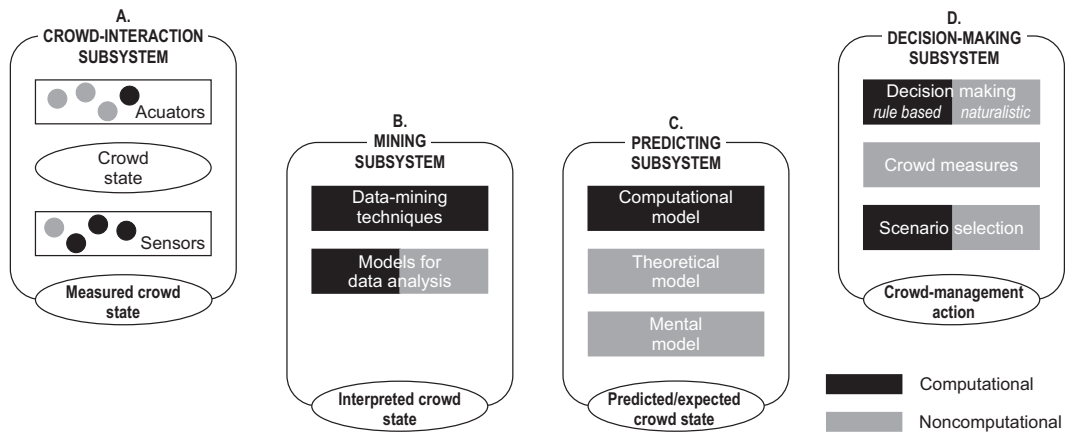 A.
CROWD-INTERACTION
SUBSYSTEM
Acuators
Crowd
state
Sensors
Measured crowd
state
B.
MINING
SUBSYSTEM
Data-mining
techniques
Models for
data analysis
Interpreted crowd
state
C.
PREDICTING
SUBSYSTEM
Computational
model
Theoretical
model
Mental
model
Predicted/expected
crowd state
D.
DECISION-MAKING
SUBSYSTEM
Decision making
rule based naturalistic
Crowd measures
Scenario selection
Crowd-management
action
Computational
Noncomputational